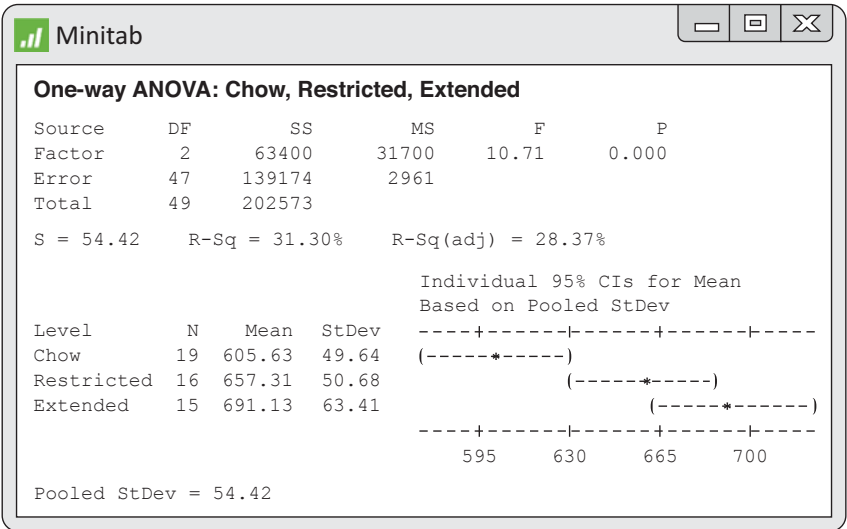 Minitab
One-way ANOVA: Chow, Restricted, Extended
Source DF SS MS F P
Factor 2 63400 31700 10.71 0.000
Error 47 139174 2961
Total 49 202573
S = 54.42 R-Sq = 31.30% R-Sq(adj) = 28.37%
Individual 95% CIs for Mean
Based on Pooled StDev
Level N Mean StDev ----+------+------+------+-----
Chow 19 605.63 49.64 (-----*-----)
Restricted 16 657.31 50.68 (------*-----)
Extended 15 691.13 63.41 (-----*------)
----+------+------+------+-----
595 630 665 700
Pooled StDev = 54.42